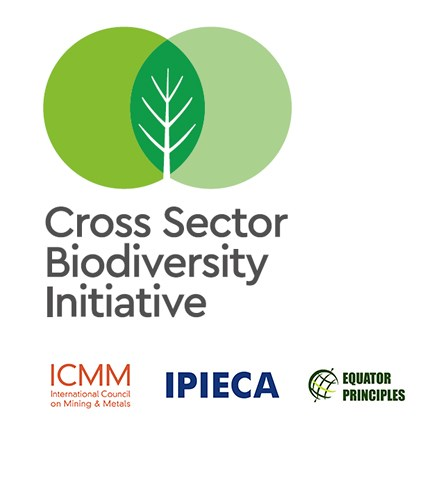 Cross Sector
Biodiversity
Initiative
ICMM
International Council
on Mining & Metals
IPIECA
EQUATOR
PRINCIPLES